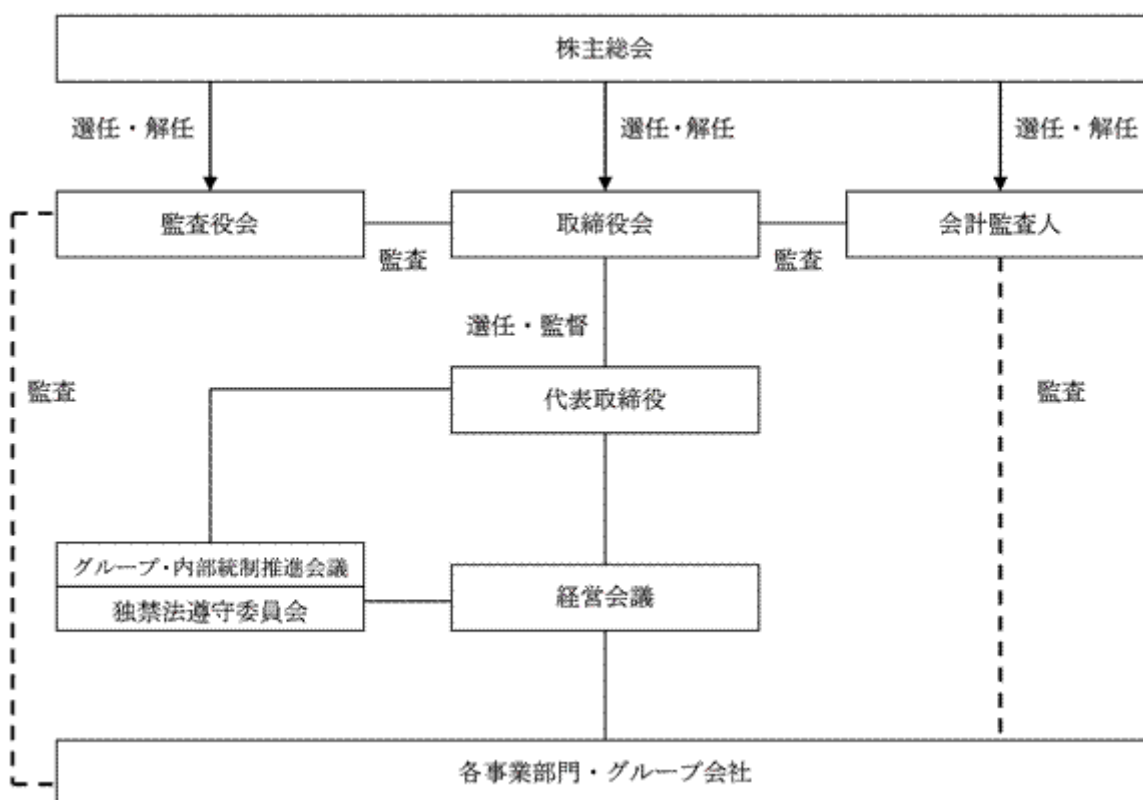 株主総会
選任・解任
選任・解任
選任・解任
監査役会
取締役会
会計監査人
監査
監査
選任・監督
監査
代表取締役
監査
グループ・内部統制推進会議
独禁法遵守委員会
経営会議
各事業部門・グループ会社